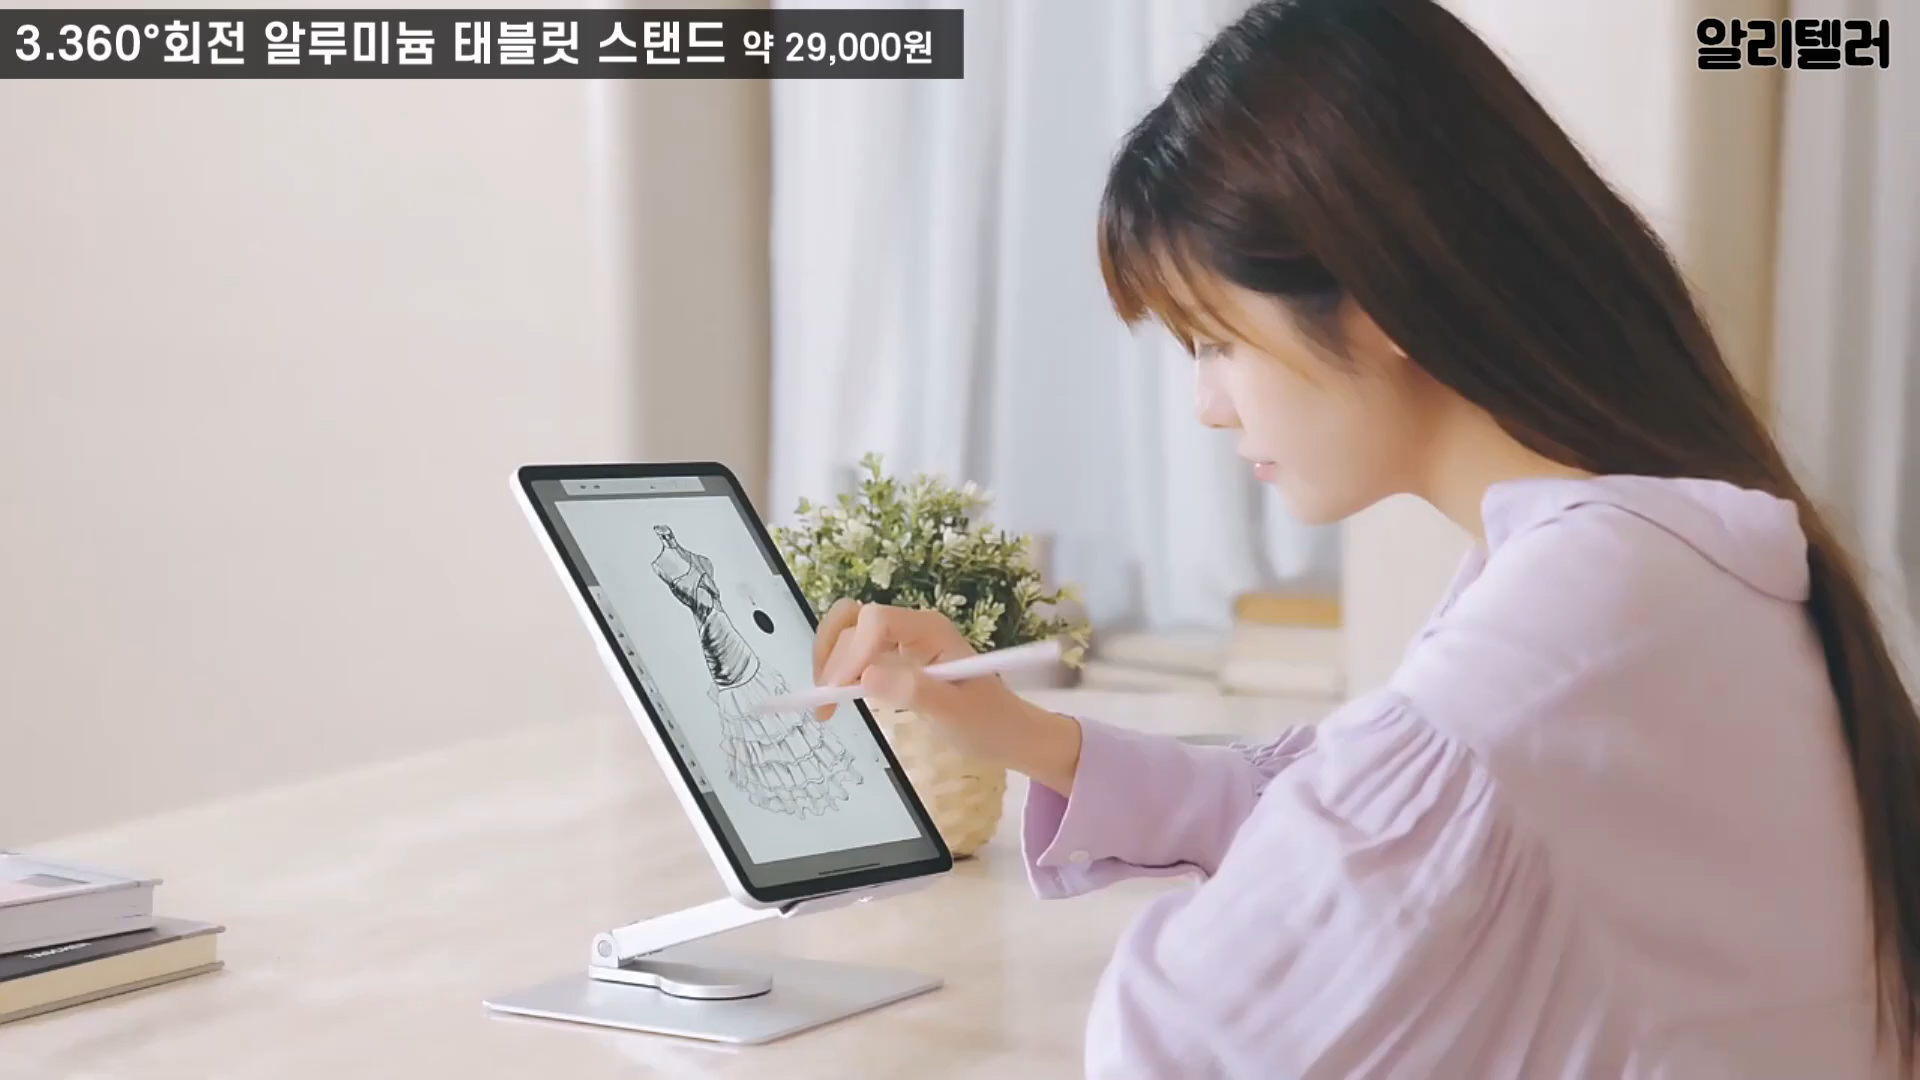 3.360°회전 알루미늄 태블릿 스탠드 약 29,000원
알리텔러
TASCHEN